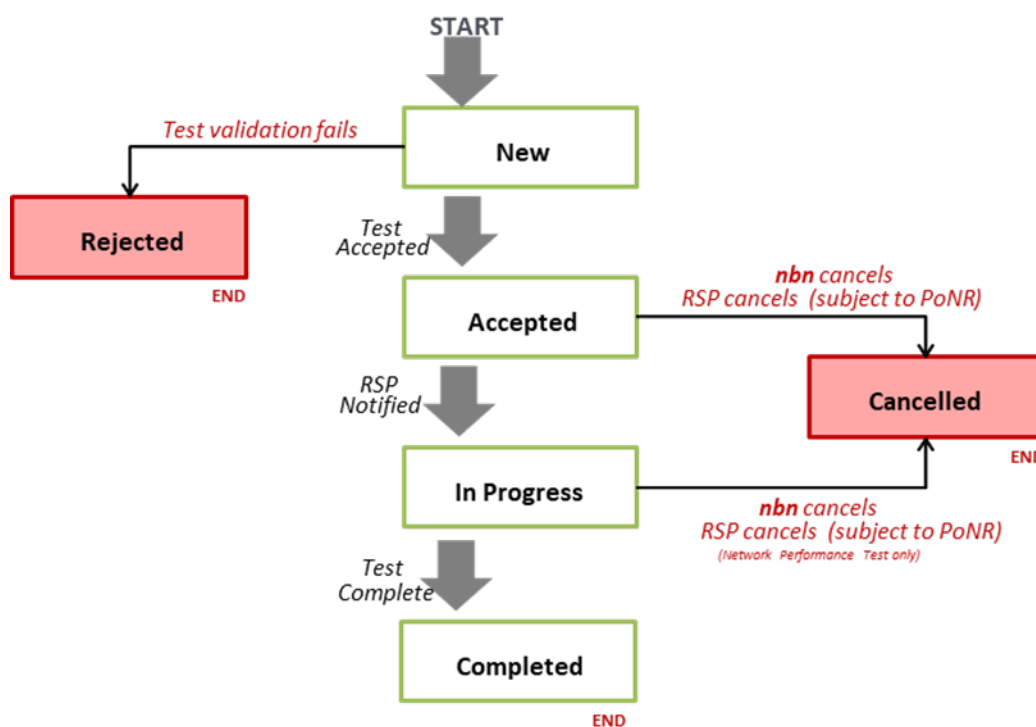 START
Test validation fails
New
Rejected
END
Test
Accepted
nbn cancels
RSP cancels (subject to PoNR)
Accepted
RSP
Notified
Cancelled
END
In Progress
nbn cancels
RSP cancels (subject to PoNR)
(Network Performance Test only)
Test
Complete
Completed
END